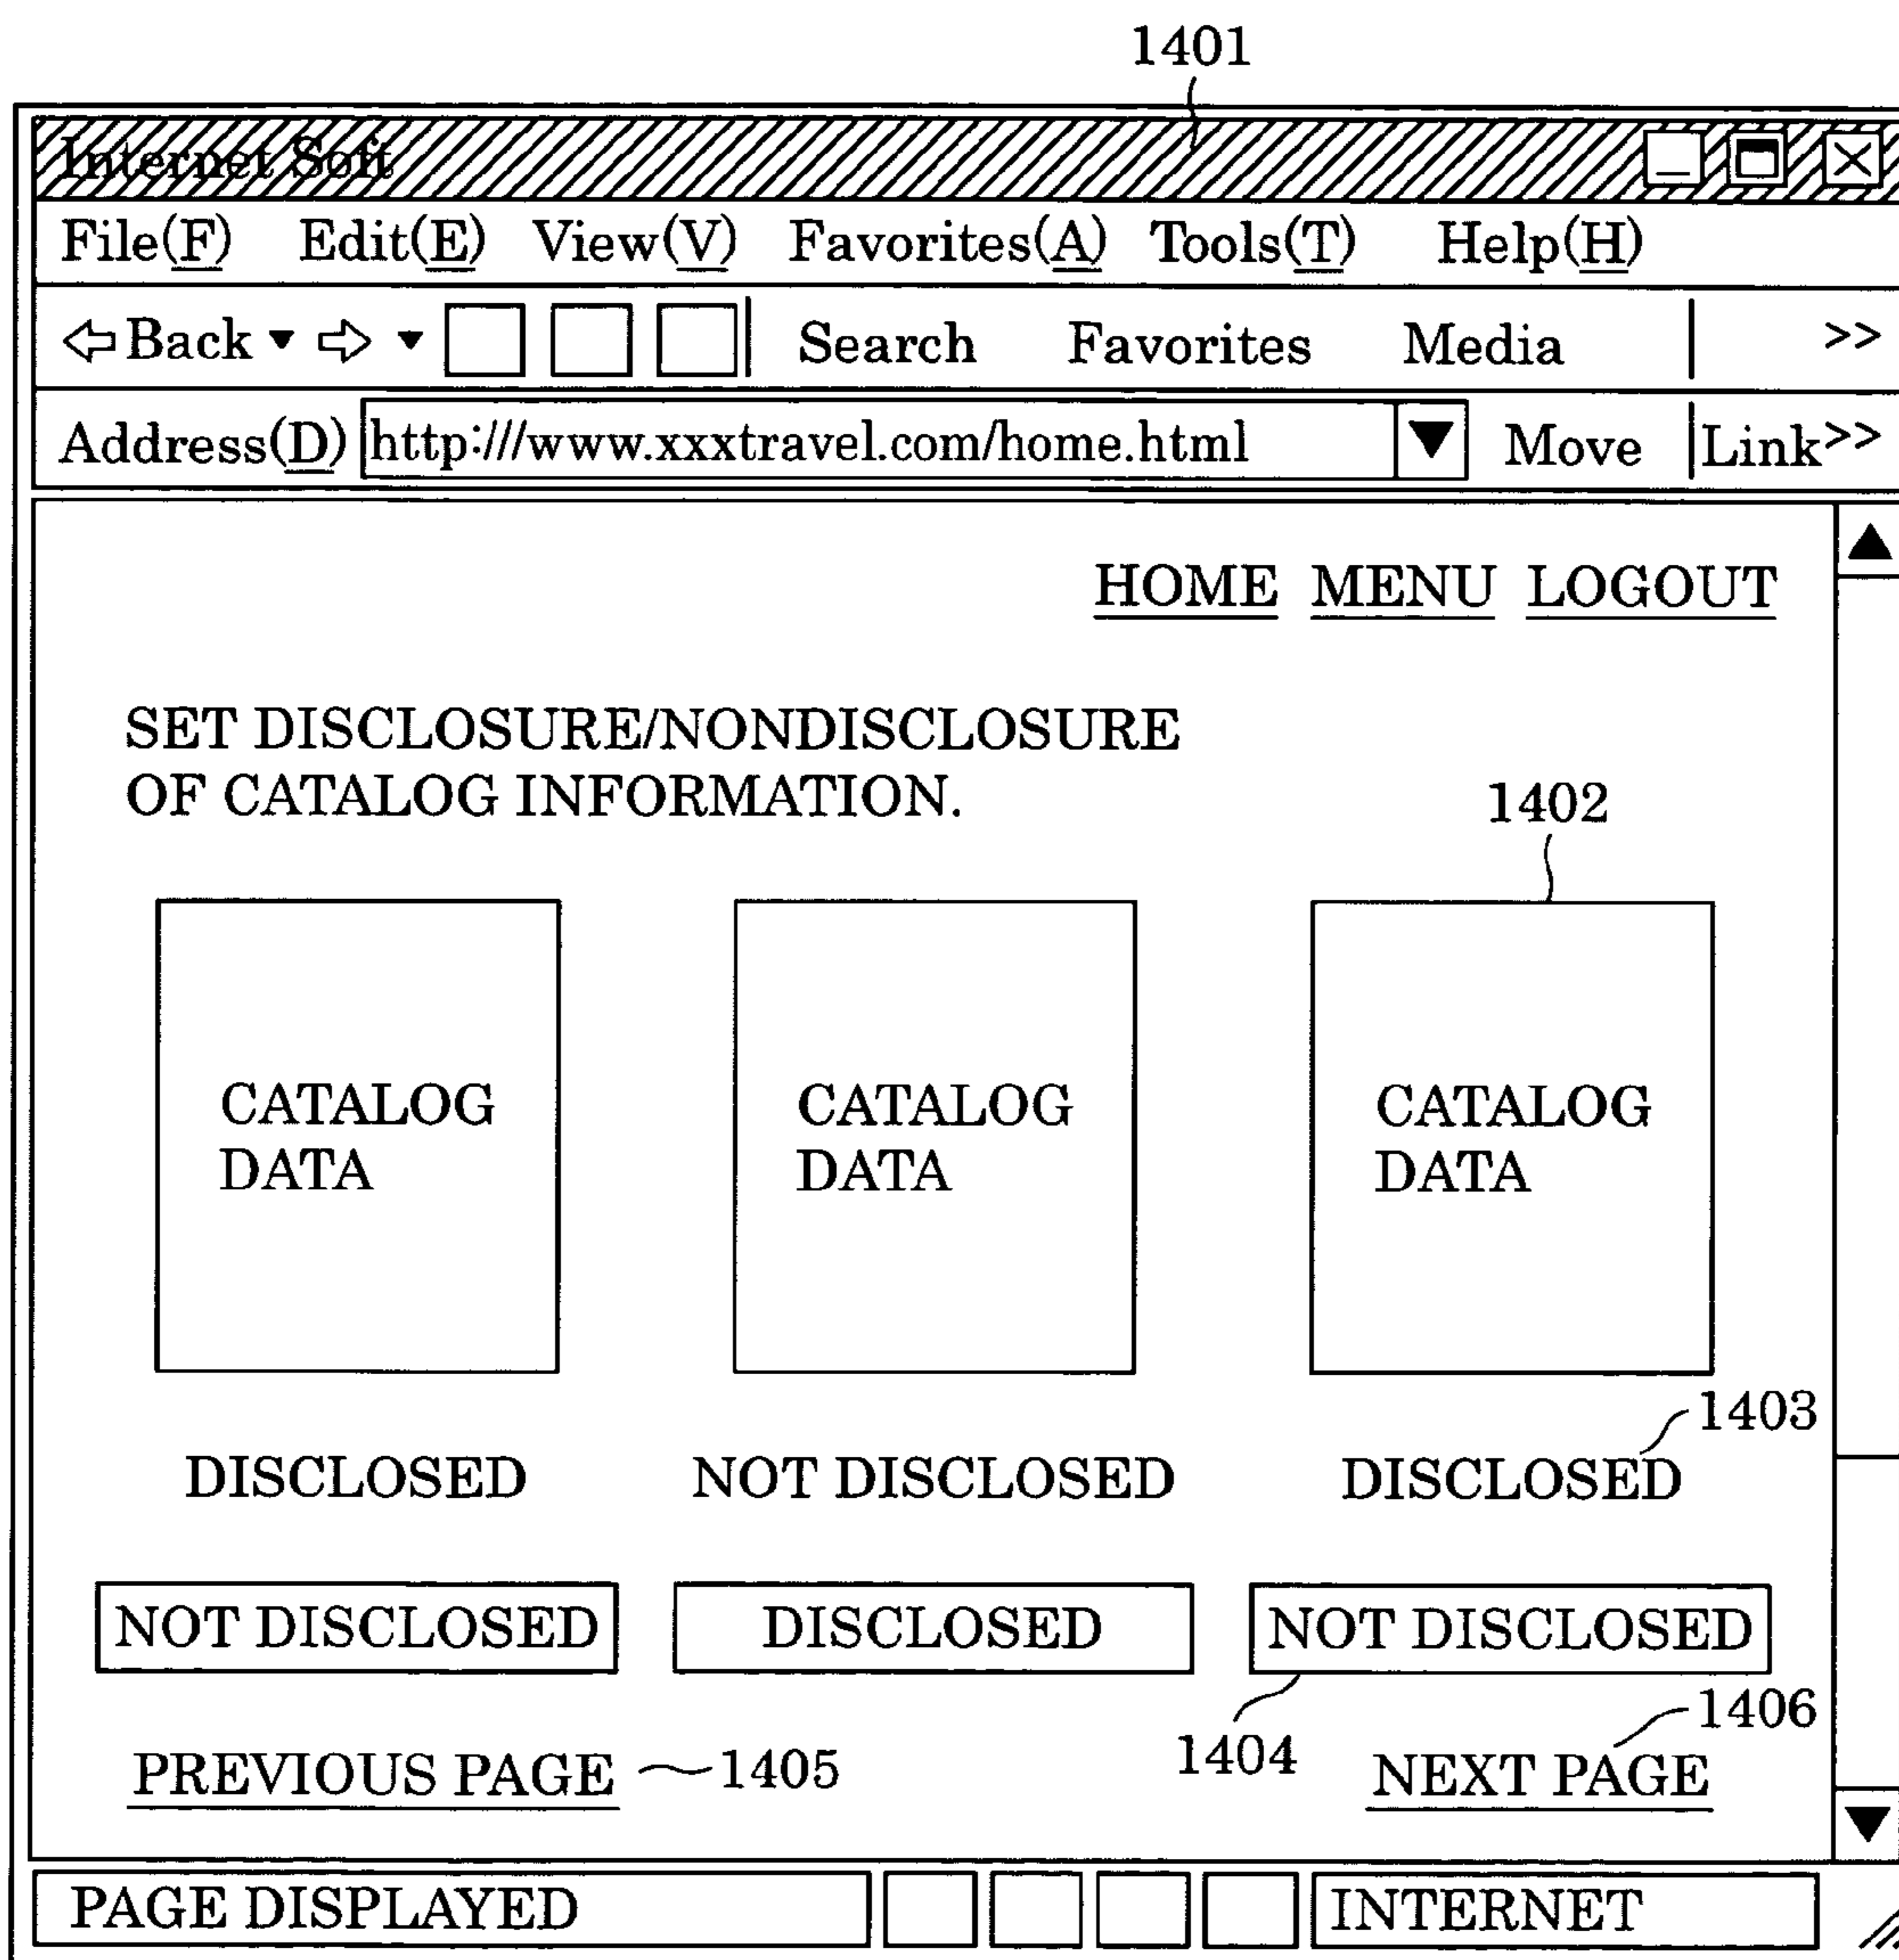 1401
Internet Soft
File(F) Edit(E) View(V) Favorites(A) Tools(T) Help(H)
Back Search Favorites Media >>
Address(D) http:///www.xxxtravel.com/home.html Move Link>>
HOME MENU LOGOUT
SET DISCLOSURE/NONDISCLOSURE
OF CATALOG INFORMATION.
1402
CATALOG CATALOG CATALOG
DATA DATA DATA
1403
DISCLOSED NOT DISCLOSED DISCLOSED
NOT DISCLOSED DISCLOSED NOT DISCLOSED
1406
1404
PREVIOUS PAGE 1405 NEXT PAGE
PAGE DISPLAYED INTERNET